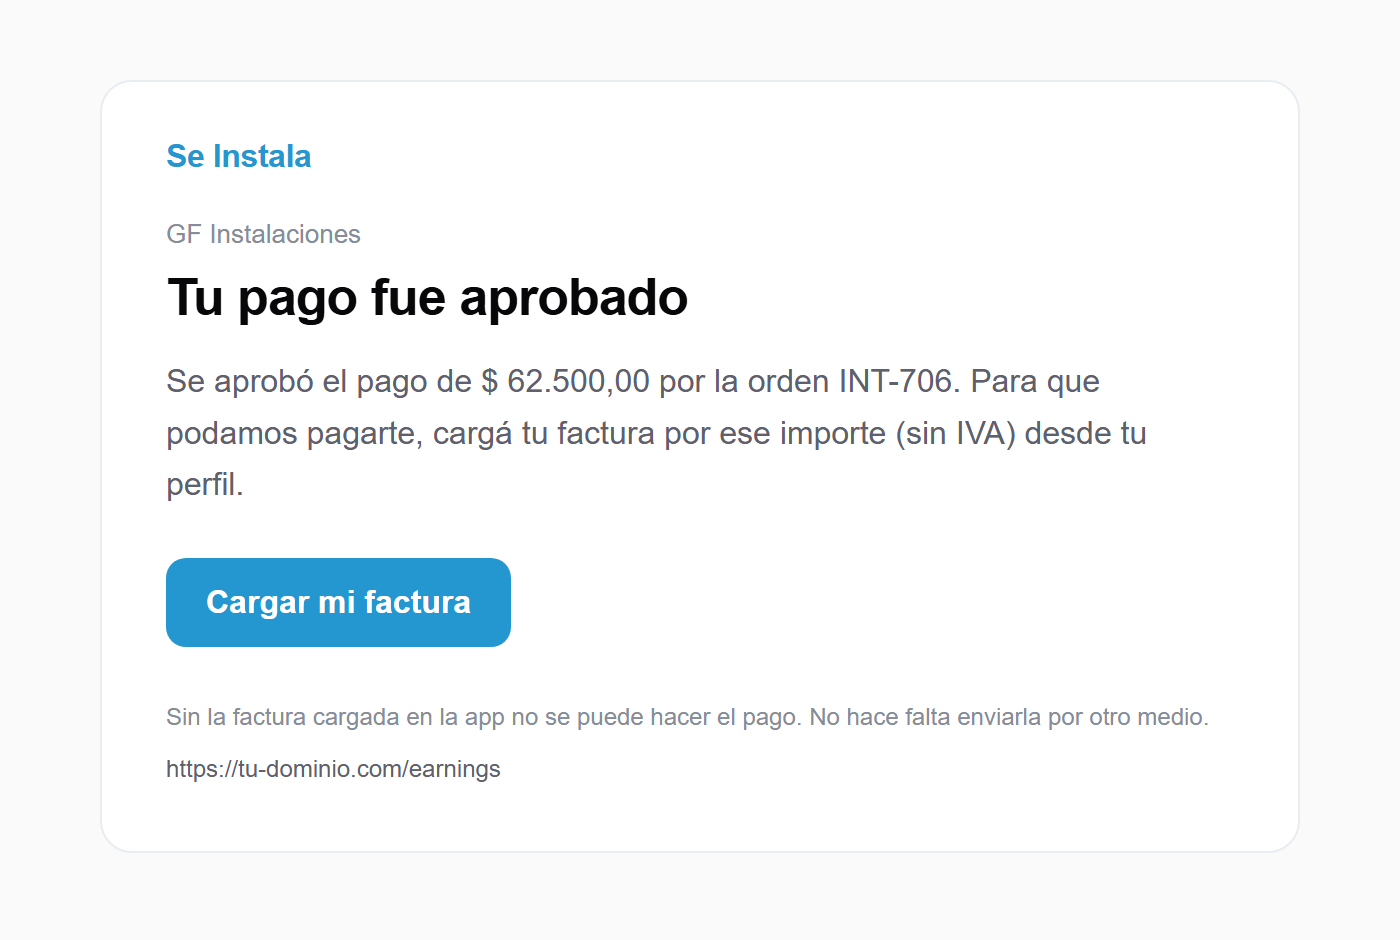 Se Instala
GF Instalaciones
Tu pago fue aprobado
Se aprobó el pago de $ 62.500,00 por la orden INT-706. Para que
podamos pagarte, cargá tu factura por ese importe (sin IVA) desde tu
perfil.
Cargar mi factura
Sin la factura cargada en la app no se puede hacer el pago. No hace falta enviarla por otro medio.
https://tu-dominio.com/earnings